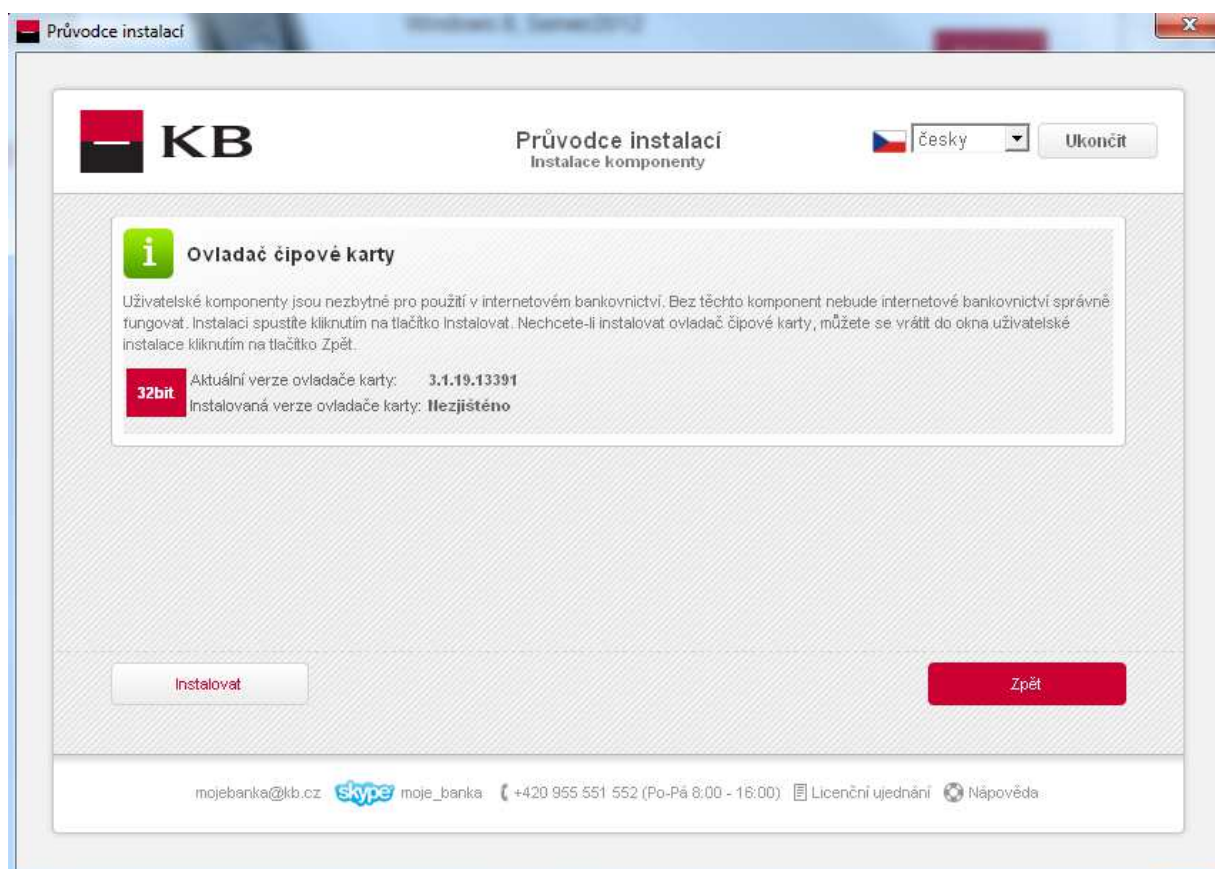 Průvodce instalací
KB
Průvodce instalací
Instalace komponenty
česky
Ukončit
i
Ovladač čipové karty
Uživatelské komponenty jsou nezbytné pro použití v internetovém bankovnictví. Bez těchto komponent nebude internetové bankovnictví správně
fungovat. Instalaci spustíte kliknutím na tlačítko Instalovat. Nechcete-li instalovat ovladač čipové karty, můžete se vrátit do okna uživatelské
instalace kliknutím na tlačítko Zpět.
32bit
Aktuální verze ovladače karty: 3.1.19.13391
Instalovaná verze ovladače karty: Nezjištěno
Instalovat
Zpět
mojebanka@kb.cz skype moje_banka +420 955 551 552 (Po-Pá 8:00 - 16:00) Licenční ujednání Nápověda